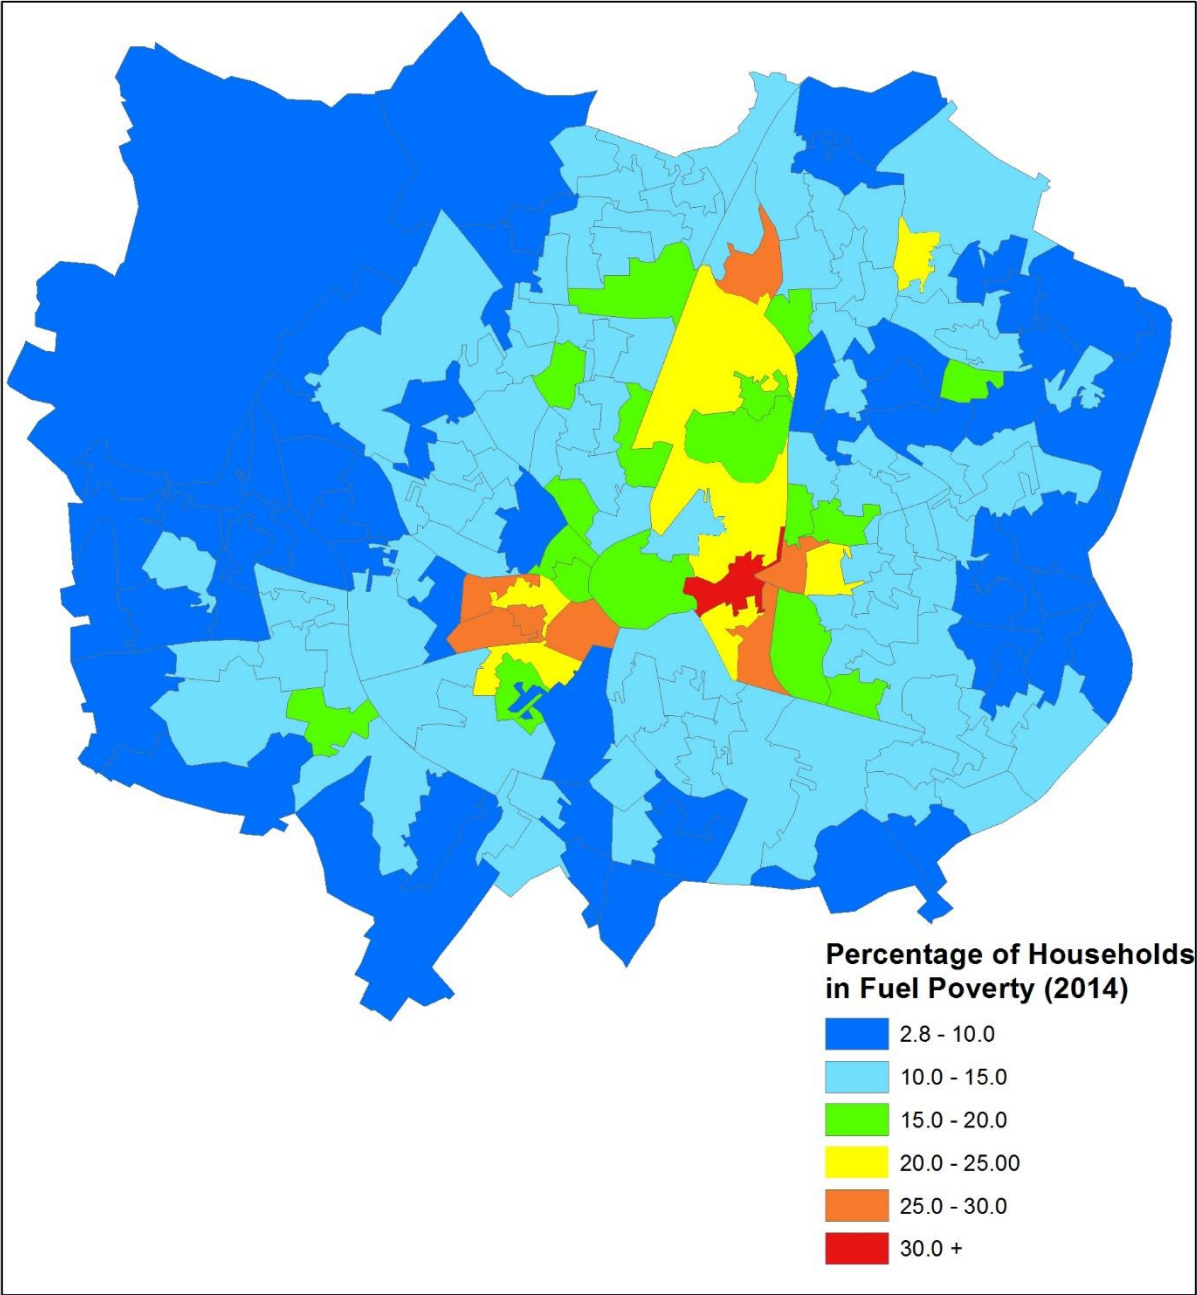 Percentage of Households
in Fuel Poverty (2014)
2.8 - 10.0
10.0 - 15.0
15.0 - 20.0
20.0 - 25.00
25.0 - 30.0
30.0 +